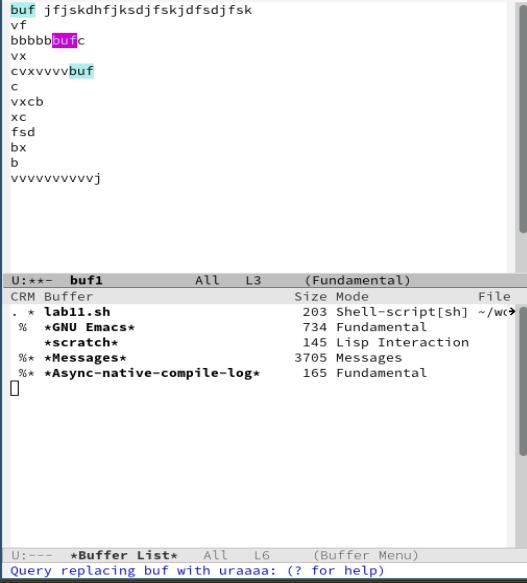 buf jfjskdhfjksdjfskjdfsdjfsk
vf
bbbbbbufc
vx
cvxvvvvbuf
c
vxcb
xc
fsd
bx
b
vvvvvvvvvvj
U:**-  buf1           All   L3     (Fundamental)
CRM Buffer                         Size Mode             File
. * lab11.sh                        203 Shell-script[sh] ~/wo
 %  *GNU Emacs*                     734 Fundamental
    *scratch*                       145 Lisp Interaction
 %* *Messages*                     3705 Messages
 %* *Async-native-compile-log*      165 Fundamental
U:---  *Buffer List*   All   L6     (Buffer Menu)
Query replacing buf with uraaaa: (? for help)